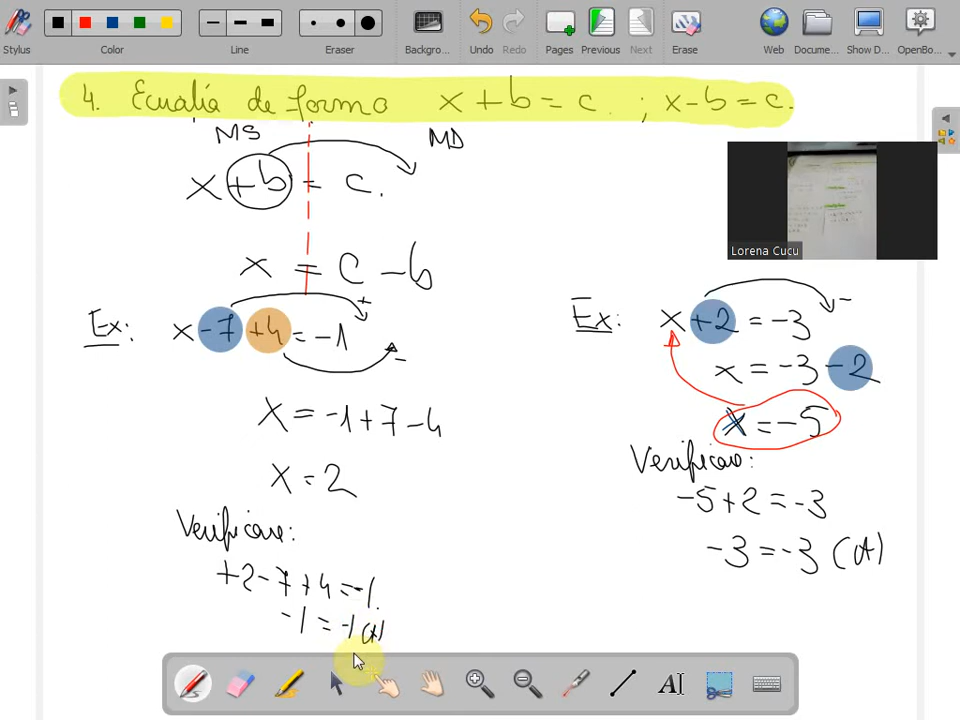 Stylus Color Line Eraser Backgro... Undo Redo Pages Previous Next Erase Web Docume... Show D... OpenBo...
4. Ecuația de forma x + b = c ; x - b = c.
MS MD
x + b = c.
x = c - b
Ex: x - 7 + 4 = -1
+
-
x = -1 + 7 - 4
x = 2
Verificare:
+2 - 7 + 4 = -1.
-1 = -1 (A)
Lorena Cucu
Ex: x + 2 = -3
-
x = -3 - 2
x = -5
Verificare:
-5 + 2 = -3
-3 = -3 (A)